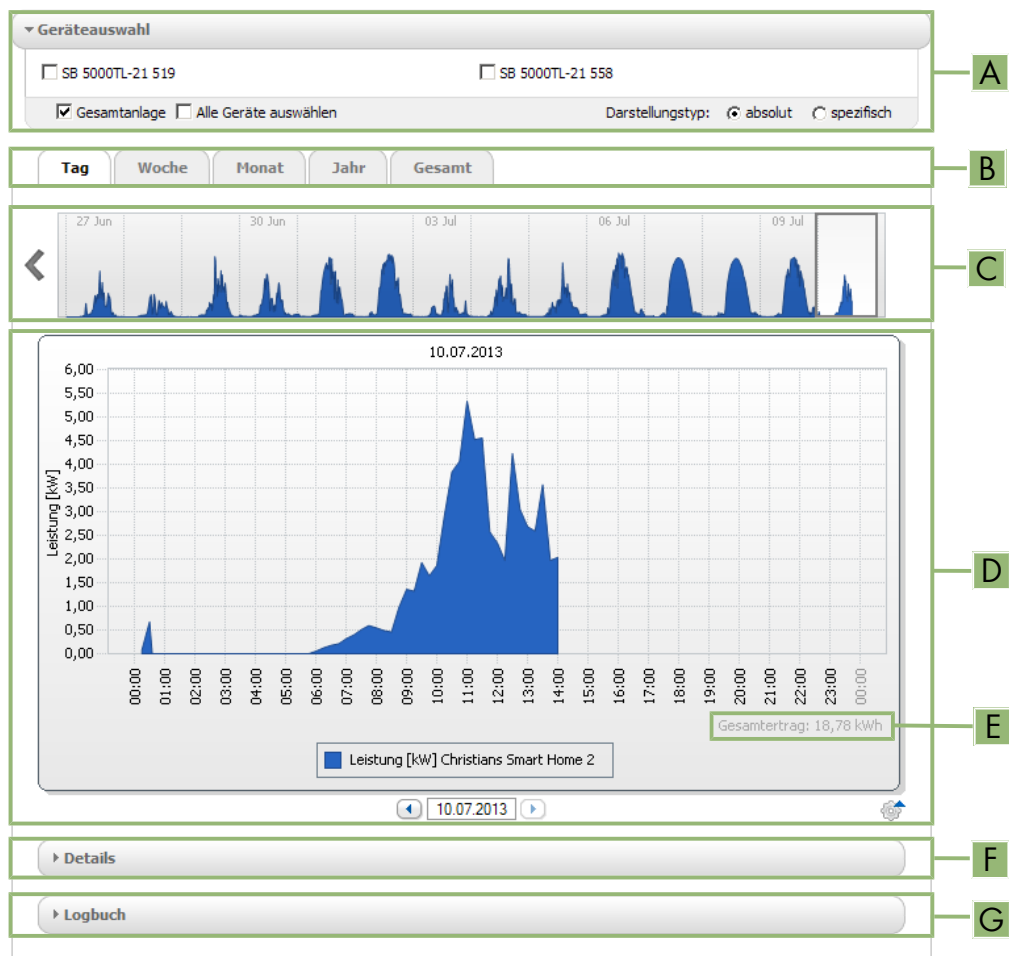 Geräteauswahl
SB 5000TL-21 519 SB 5000TL-21 558
A
Gesamtanlage Alle Geräte auswählen Darstellungstyp: absolut spezifisch
Tag Woche Monat Jahr Gesamt
B
27 Jun 30 Jun 03 Jul 06 Jul 09 Jul
C
10.07.2013
6,00
5,50
5,00
4,50
4,00
3,50
3,00
2,50
2,00
1,50
1,00
0,50
0,00
Leistung [kW]
D
00:00 01:00 02:00 03:00 04:00 05:00 06:00 07:00 08:00 09:00 10:00 11:00 12:00 13:00 14:00 15:00 16:00 17:00 18:00 19:00 20:00 21:00 22:00 23:00 00:00
Gesamtertrag: 18,78 kWh
E
Leistung [kW] Christians Smart Home 2
10.07.2013
Details
F
Logbuch
G